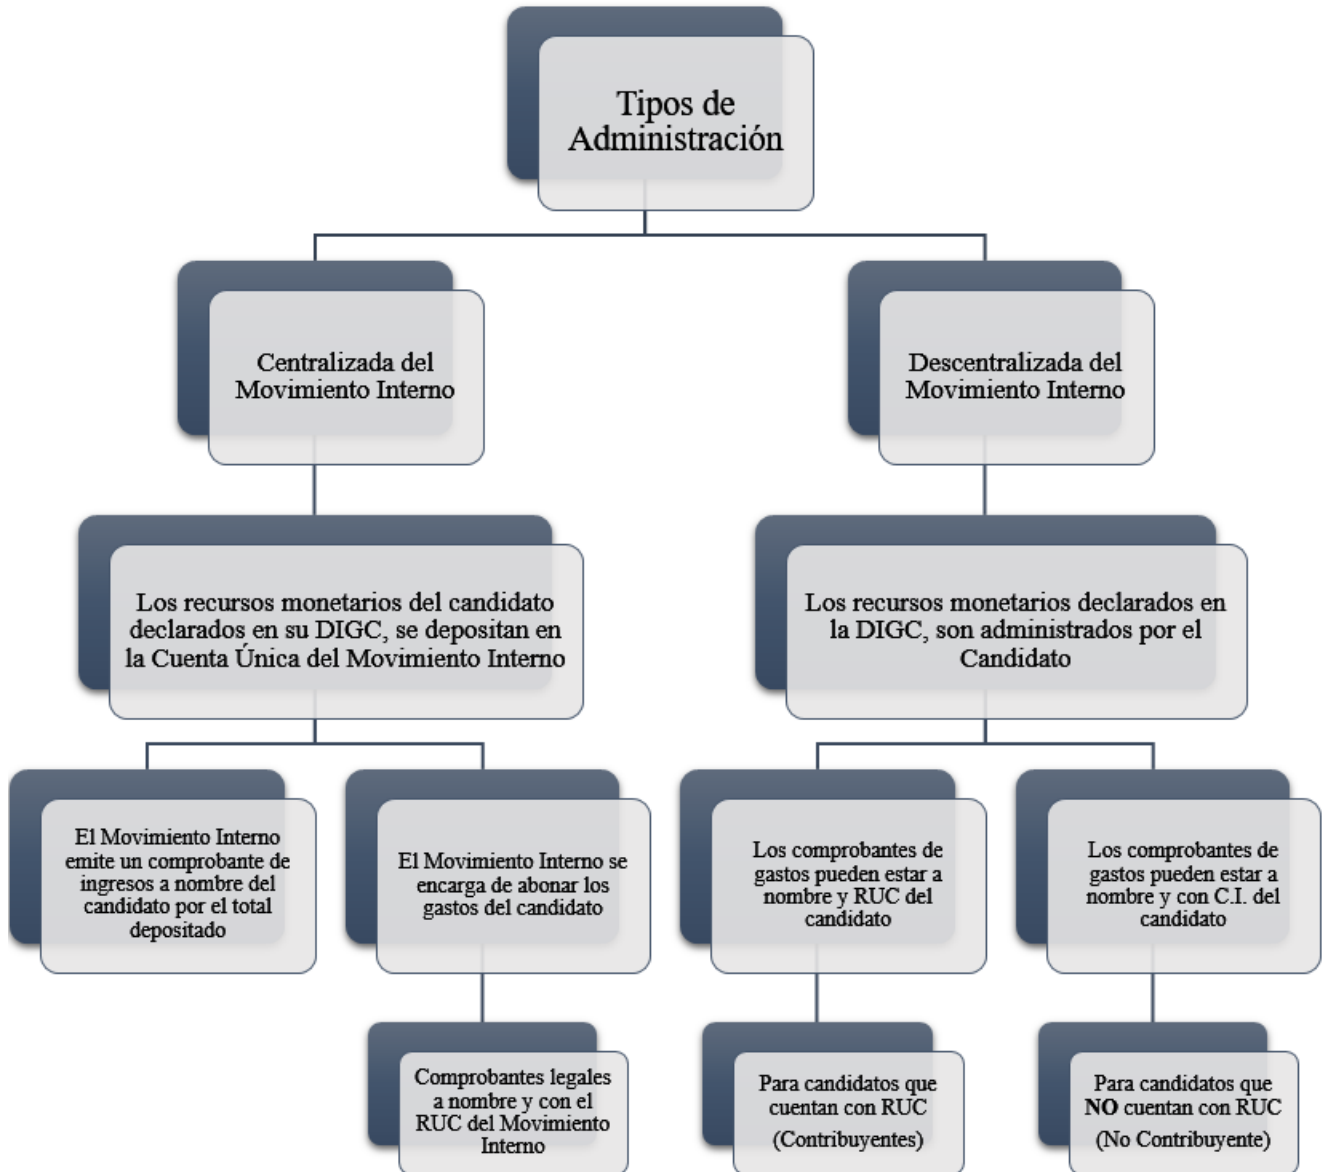 Tipos de
Administración
Centralizada del
Movimiento Interno
Descentralizada del
Movimiento Interno
Los recursos monetarios del candidato
declarados en su DIGC, se depositan en
la Cuenta Única del Movimiento Interno
Los recursos monetarios declarados en
la DIGC, son administrados por el
Candidato
El Movimiento Interno
emite un comprobante de
ingresos a nombre del
candidato por el total
depositado
El Movimiento Interno se
encarga de abonar los
gastos del candidato
Los comprobantes de
gastos pueden estar a
nombre y RUC del
candidato
Los comprobantes de
gastos pueden estar a
nombre y con C.I. del
candidato
Comprobantes legales
a nombre y con el
RUC del Movimiento
Interno
Para candidatos que
cuentan con RUC
(Contribuyentes)
Para candidatos que
NO cuentan con RUC
(No Contribuyente)